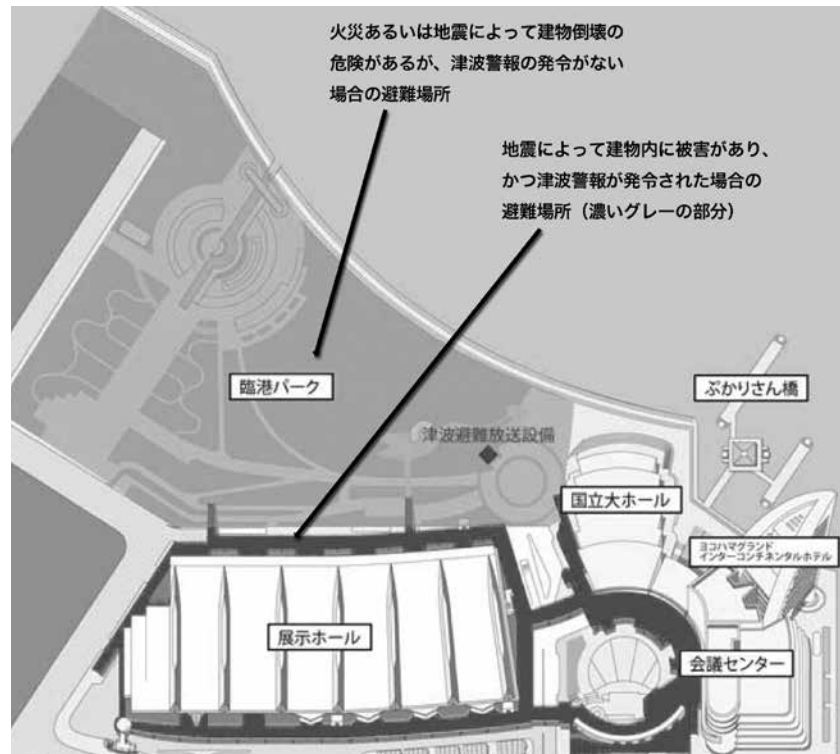 火災あるいは地震によって建物倒壊の
危険があるが、津波警報の発令がない
場合の避難場所
地震によって建物内に被害があり、
かつ津波警報が発令された場合の
避難場所（濃いグレーの部分）
臨港パーク
ぷかりさん橋
津波避難放送設備
国立大ホール
ヨコハマグランド
インターコンチネンタルホテル
展示ホール
会議センター